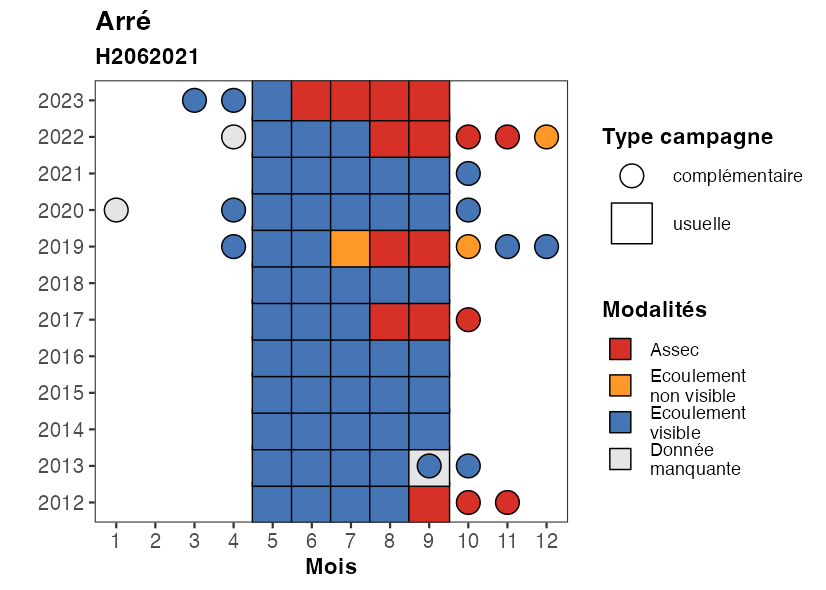 Arré
H2062021
2023
2022
2021
2020
2019
2018
2017
2016
2015
2014
2013
2012
1 2 3 4 5 6 7 8 9 10 11 12
Mois
Type campagne
complémentaire
usuelle
Modalités
Assec
Ecoulement
non visible
Ecoulement
visible
Donnée
manquante